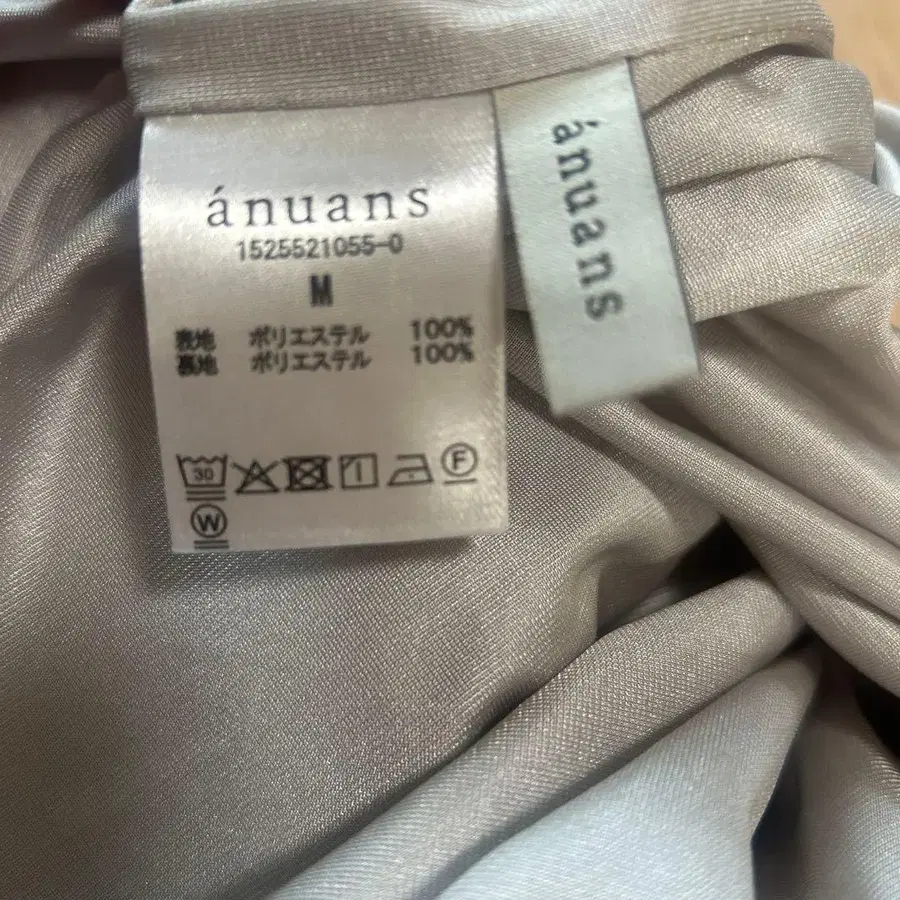 ánuans
1525521055-0
M
表地 ポリエステル 100%
裏地 ポリエステル 100%
30
F
W
ánuans